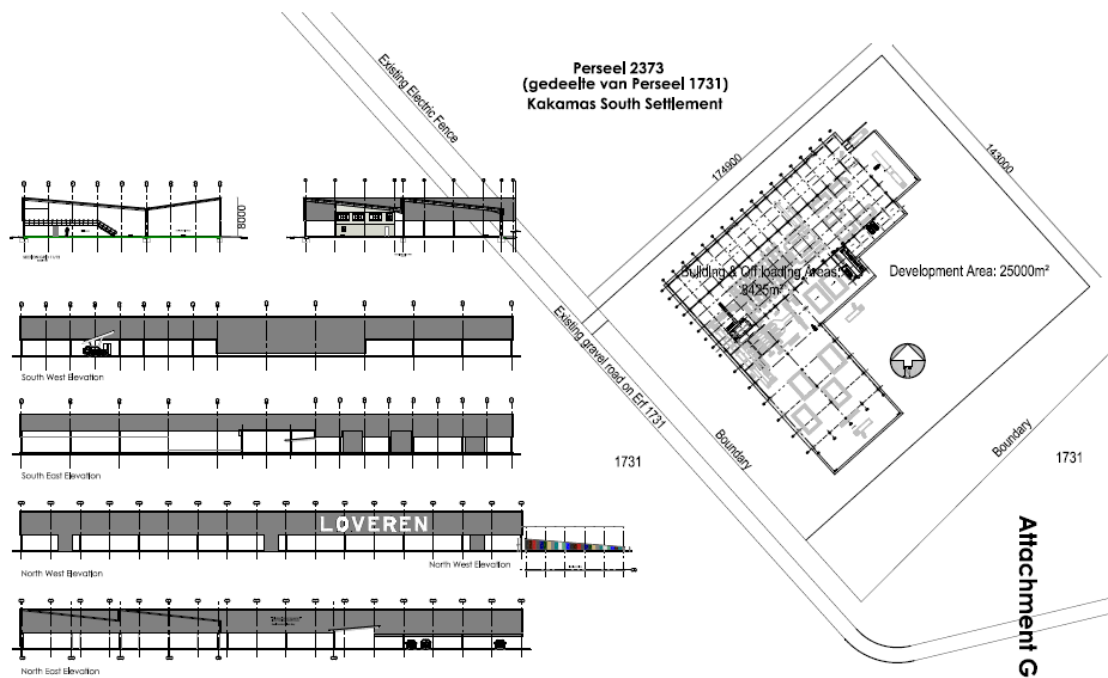 Perseel 2373
(gedeelte van Perseel 1731)
Kakamas South Settlement
Existing Electric Fence
174900
143000
8000
Building & Off loading Areas:
8425m²
Development Area: 25000m²
Existing gravel road on Erf 1731
South West Elevation
South East Elevation
Boundary
Boundary
1731
1731
LOVEREN
North West Elevation
North West Elevation
North East Elevation
Attachment G